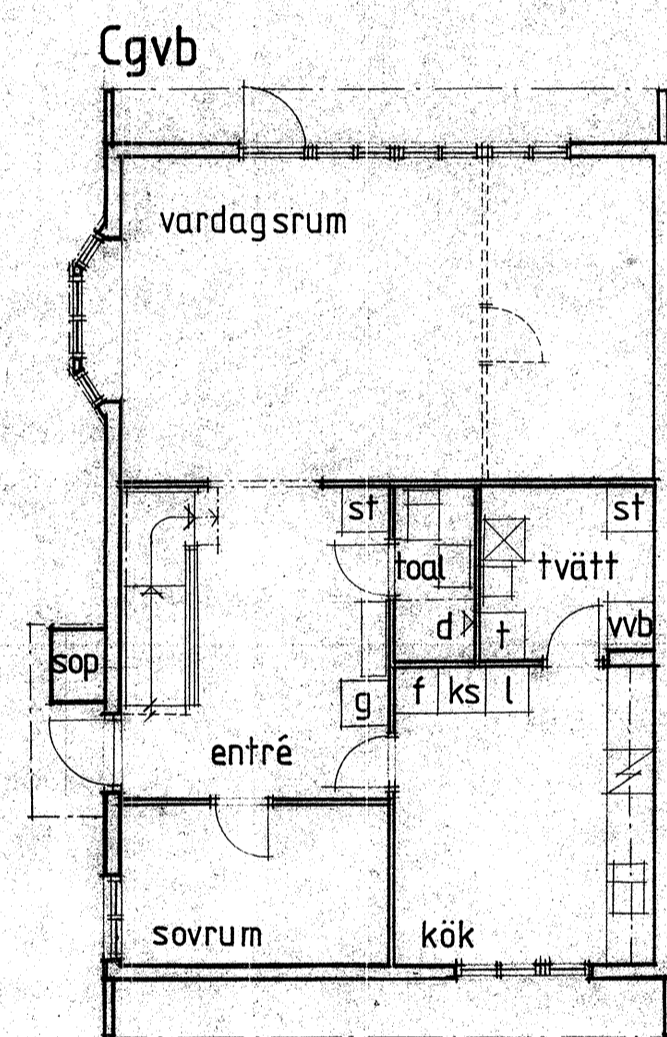 Cgvb
vardagsrum
st
st
toal
tvätt
d
t
vvb
sop
f
ks
l
g
entré
sovrum
kök